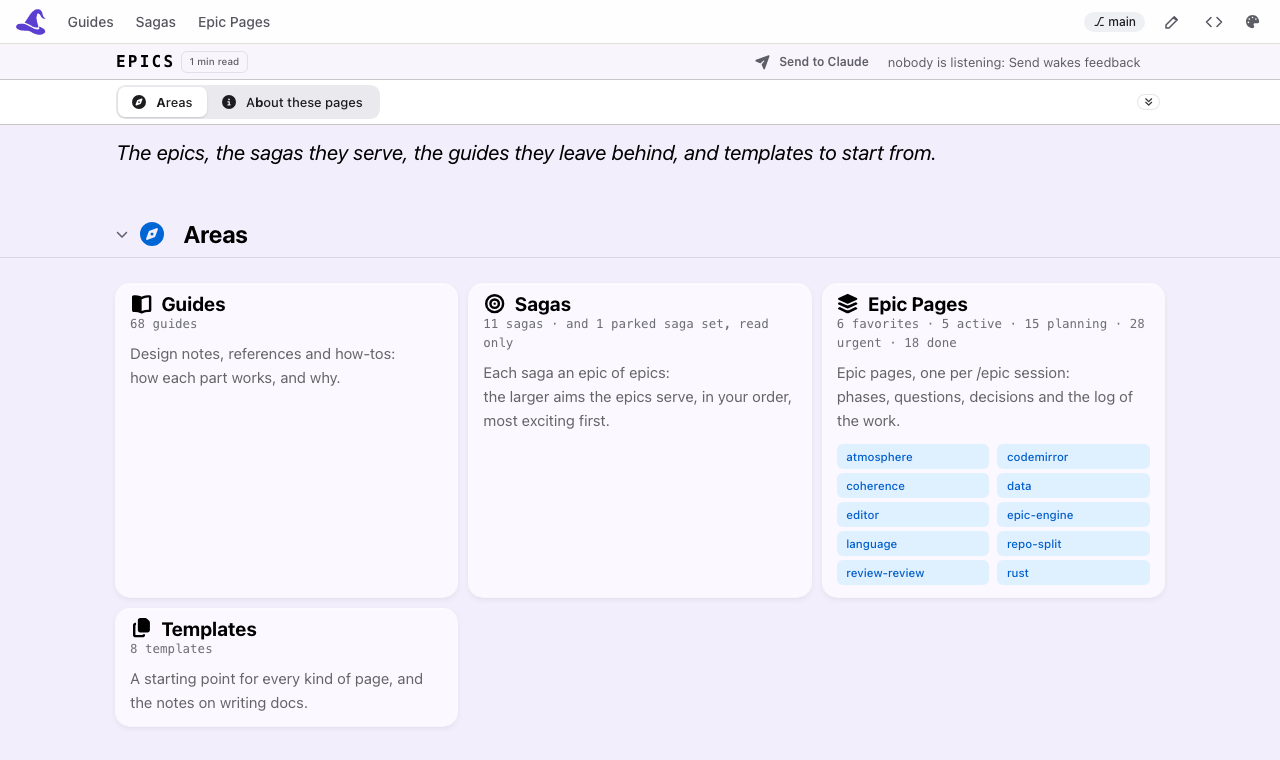 Guides Sagas Epic Pages main
EPICS 1 min read Send to Claude nobody is listening: Send wakes feedback
Areas About these pages
The epics, the sagas they serve, the guides they leave behind, and templates to start from.
Areas
Guides
68 guides
Design notes, references and how-tos:
how each part works, and why.
Sagas
11 sagas · and 1 parked saga set, read
only
Each saga an epic of epics:
the larger aims the epics serve, in your order,
most exciting first.
Epic Pages
6 favorites · 5 active · 15 planning · 28
urgent · 18 done
Epic pages, one per /epic session:
phases, questions, decisions and the log of
the work.
atmosphere codemirror
coherence data
editor epic-engine
language repo-split
review-review rust
Templates
8 templates
A starting point for every kind of page, and
the notes on writing docs.